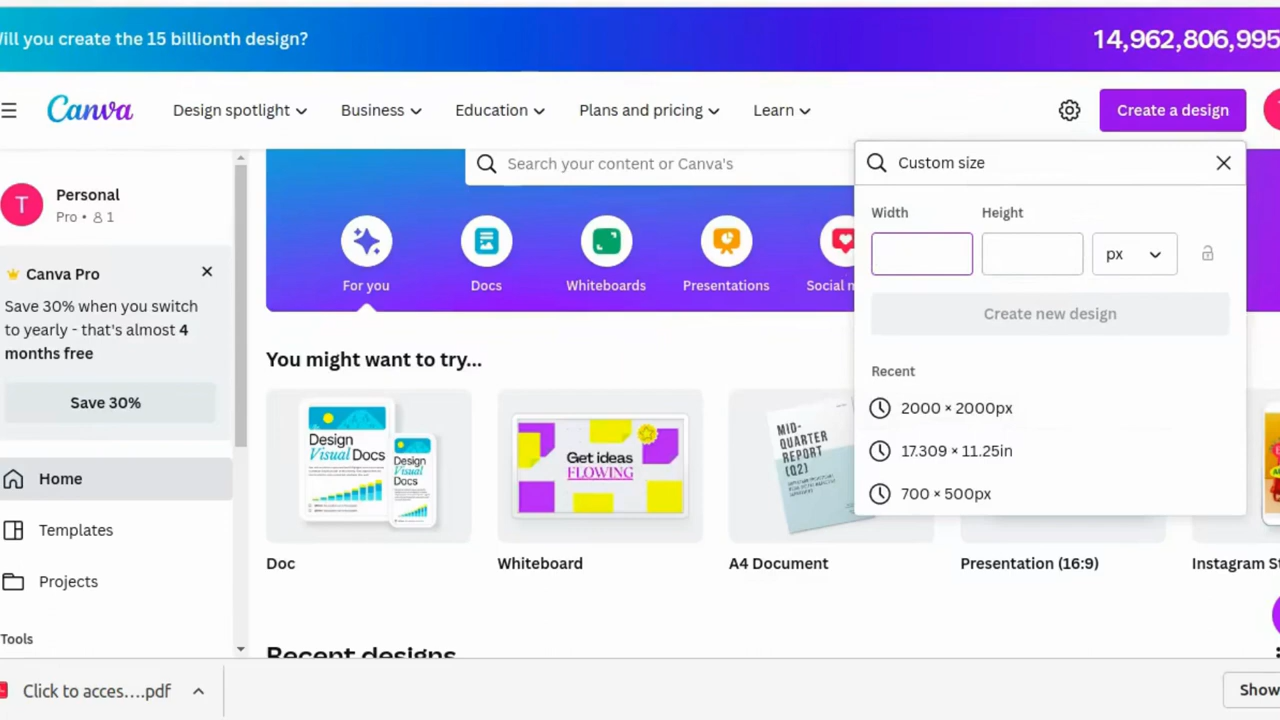 Will you create the 15 billionth design?
14,962,806,995
Canva
Design spotlight
Business
Education
Plans and pricing
Learn
Create a design
T
Personal
Pro • 1
Canva Pro
Save 30% when you switch
to yearly - that's almost 4
months free
Save 30%
Home
Templates
Projects
Tools
Search your content or Canva's
For you
Docs
Whiteboards
Presentations
Social m
Custom size
Width
Height
px
Create new design
Recent
2000 × 2000px
17.309 × 11.25in
700 × 500px
You might want to try...
Design
Visual Docs
Design
Visual
Docs
Get ideas
FLOWING
MID-
QUARTER
REPORT
(Q2)
Doc
Whiteboard
A4 Document
Presentation (16:9)
Instagram St
Recent designs
Click to acces....pdf
Show